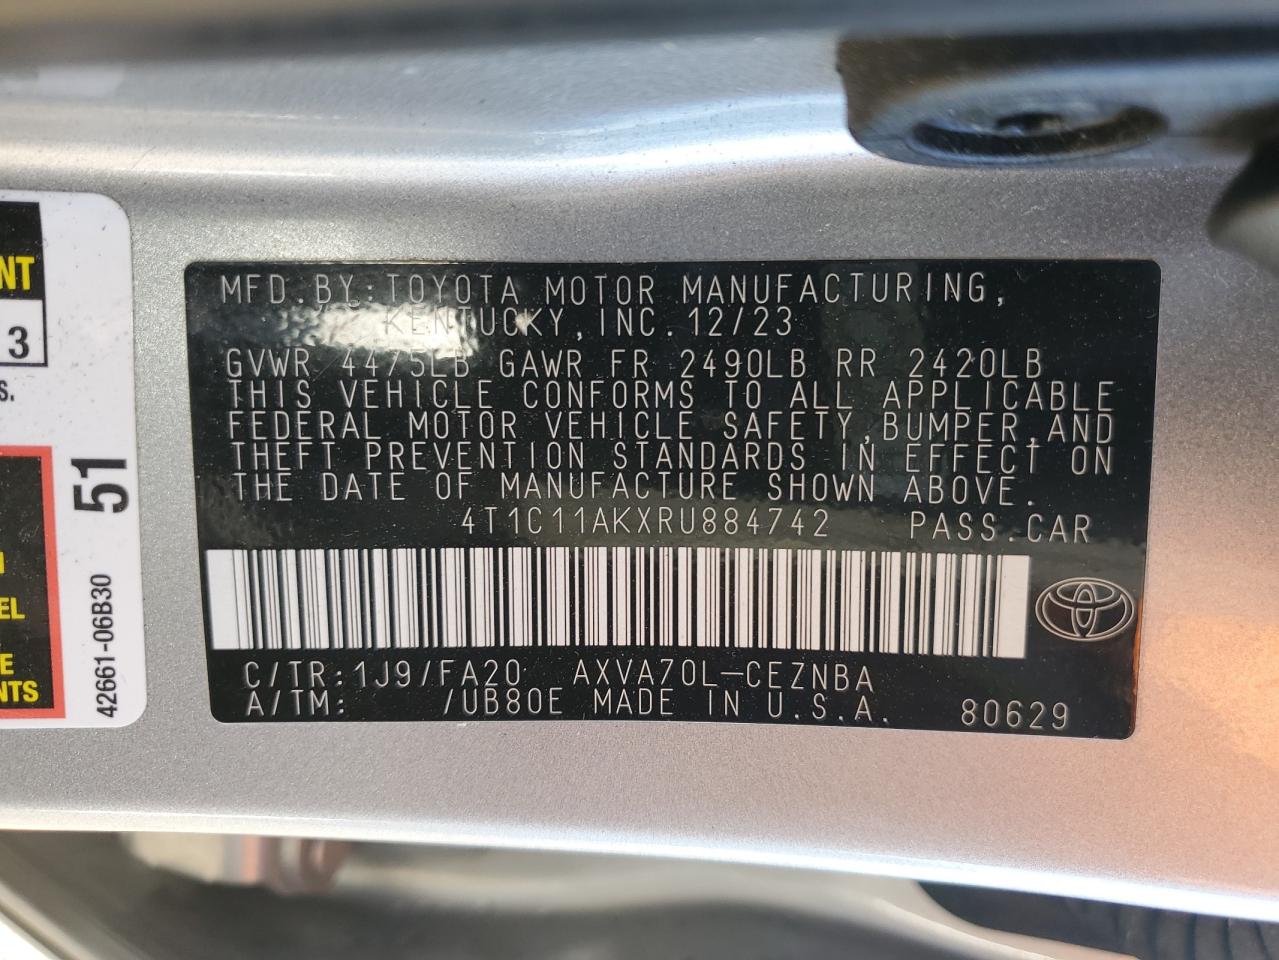 NT
3
S.
51
EL
E
NTS
42661-06B30
MFD.BY:TOYOTA MOTOR MANUFACTURING,
KENTUCKY,INC.12/23
GVWR 4475LB GAWR FR 2490LB RR 2420LB
THIS VEHICLE CONFORMS TO ALL APPLICABLE
FEDERAL MOTOR VEHICLE SAFETY,BUMPER,AND
THEFT PREVENTION STANDARDS IN EFFECT ON
THE DATE OF MANUFACTURE SHOWN ABOVE.
4T1C11AKXRU884742 PASS.CAR
C/TR:1J9/FA20 AXVA70L-CEZNBA
A/TM: /UB80E MADE IN U.S.A. 80629